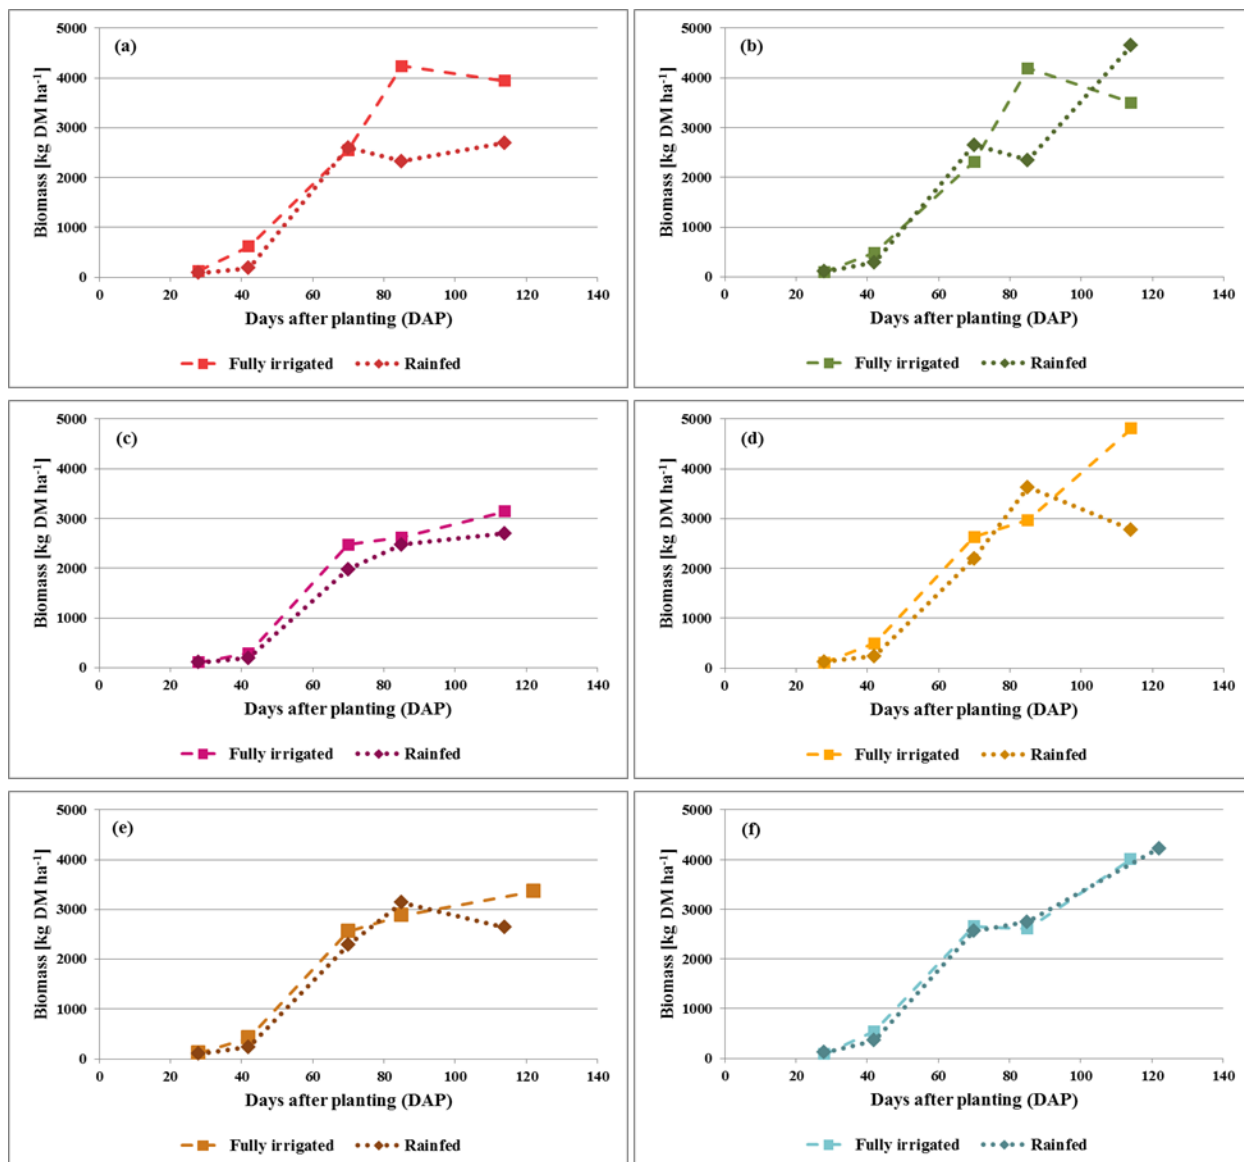 (a)
Biomass [kg DM ha⁻¹]
5000
4000
3000
2000
1000
0
0 20 40 60 80 100 120 140
Days after planting (DAP)
Fully irrigated Rainfed
(b)
Biomass [kg DM ha⁻¹]
5000
4000
3000
2000
1000
0
0 20 40 60 80 100 120 140
Days after planting (DAP)
Fully irrigated Rainfed
(c)
Biomass [kg DM ha⁻¹]
5000
4000
3000
2000
1000
0
0 20 40 60 80 100 120 140
Days after planting (DAP)
Fully irrigated Rainfed
(d)
Biomass [kg DM ha⁻¹]
5000
4000
3000
2000
1000
0
0 20 40 60 80 100 120 140
Days after planting (DAP)
Fully irrigated Rainfed
(e)
Biomass [kg DM ha⁻¹]
5000
4000
3000
2000
1000
0
0 20 40 60 80 100 120 140
Days after planting (DAP)
Fully irrigated Rainfed
(f)
Biomass [kg DM ha⁻¹]
5000
4000
3000
2000
1000
0
0 20 40 60 80 100 120 140
Days after planting (DAP)
Fully irrigated Rainfed